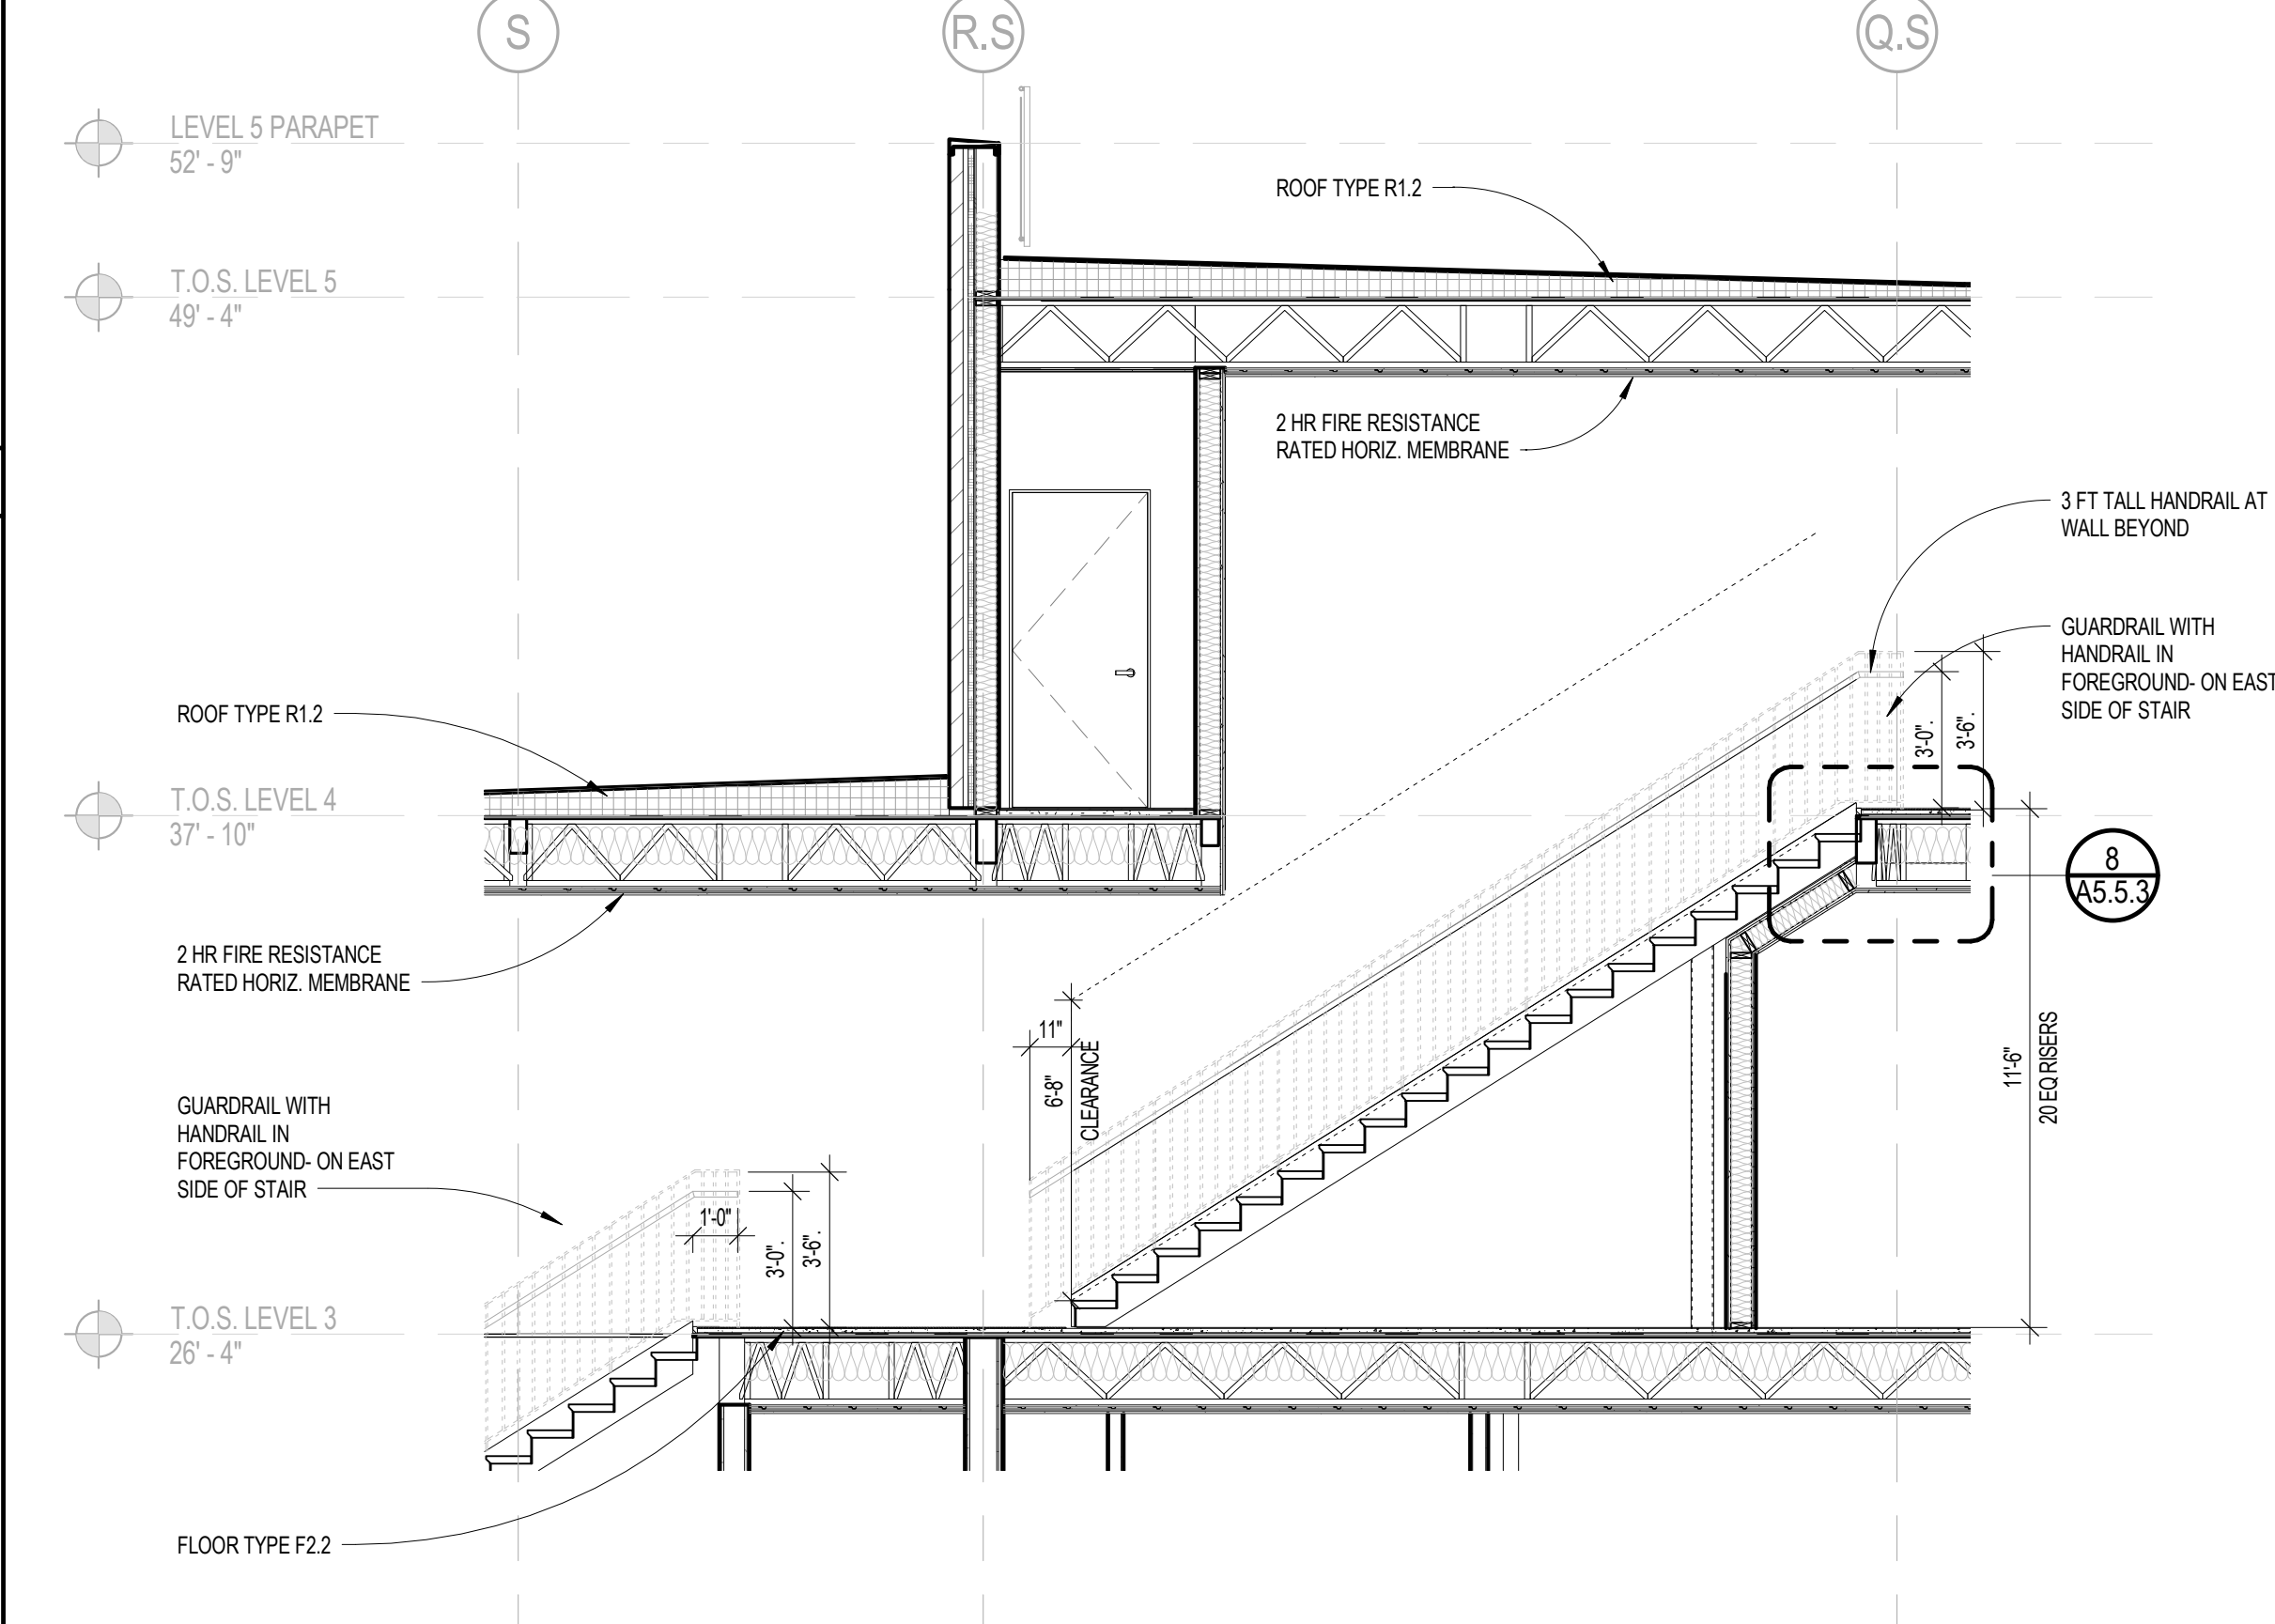 S
R.S
Q.S
LEVEL 5 PARAPET
52' - 9"
ROOF TYPE R1.2
T.O.S. LEVEL 5
49' - 4"
2 HR FIRE RESISTANCE
RATED HORIZ. MEMBRANE
3 FT TALL HANDRAIL AT
WALL BEYOND
GUARDRAIL WITH
HANDRAIL IN
FOREGROUND- ON EAST
SIDE OF STAIR
ROOF TYPE R1.2
3'-0".
3'-6".
T.O.S. LEVEL 4
37' - 10"
8
A5.5.3
2 HR FIRE RESISTANCE
RATED HORIZ. MEMBRANE
11"
6'-8"
CLEARANCE
11'-6"
20 EQ RISERS
GUARDRAIL WITH
HANDRAIL IN
FOREGROUND- ON EAST
SIDE OF STAIR
1'-0"
3'-0".
3'-6".
T.O.S. LEVEL 3
26' - 4"
FLOOR TYPE F2.2